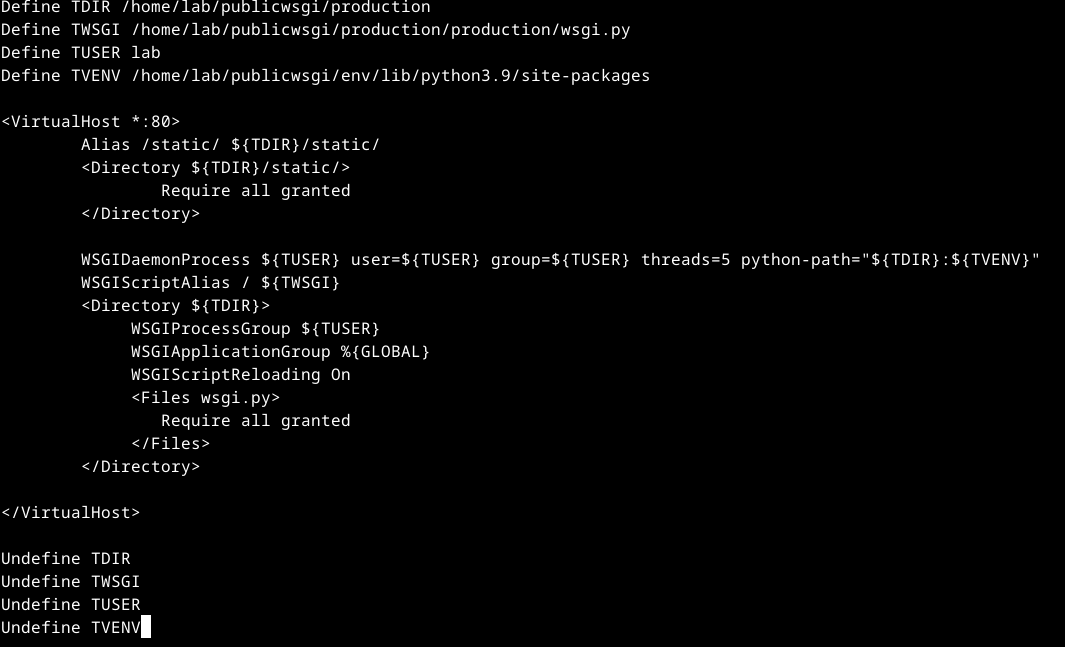 Define TDIR /home/lab/publicwsgi/production
Define TWSGI /home/lab/publicwsgi/production/production/wsgi.py
Define TUSER lab
Define TVENV /home/lab/publicwsgi/env/lib/python3.9/site-packages
<VirtualHost *:80>
Alias /static/ ${TDIR}/static/
<Directory ${TDIR}/static/>
Require all granted
</Directory>
WSGIDaemonProcess ${TUSER} user=${TUSER} group=${TUSER} threads=5 python-path="${TDIR}:${TVENV}"
WSGIScriptAlias / ${TWSGI}
<Directory ${TDIR}>
WSGIProcessGroup ${TUSER}
WSGIApplicationGroup %{GLOBAL}
WSGIScriptReloading On
<Files wsgi.py>
Require all granted
</Files>
</Directory>
</VirtualHost>
Undefine TDIR
Undefine TWSGI
Undefine TUSER
Undefine TVENV